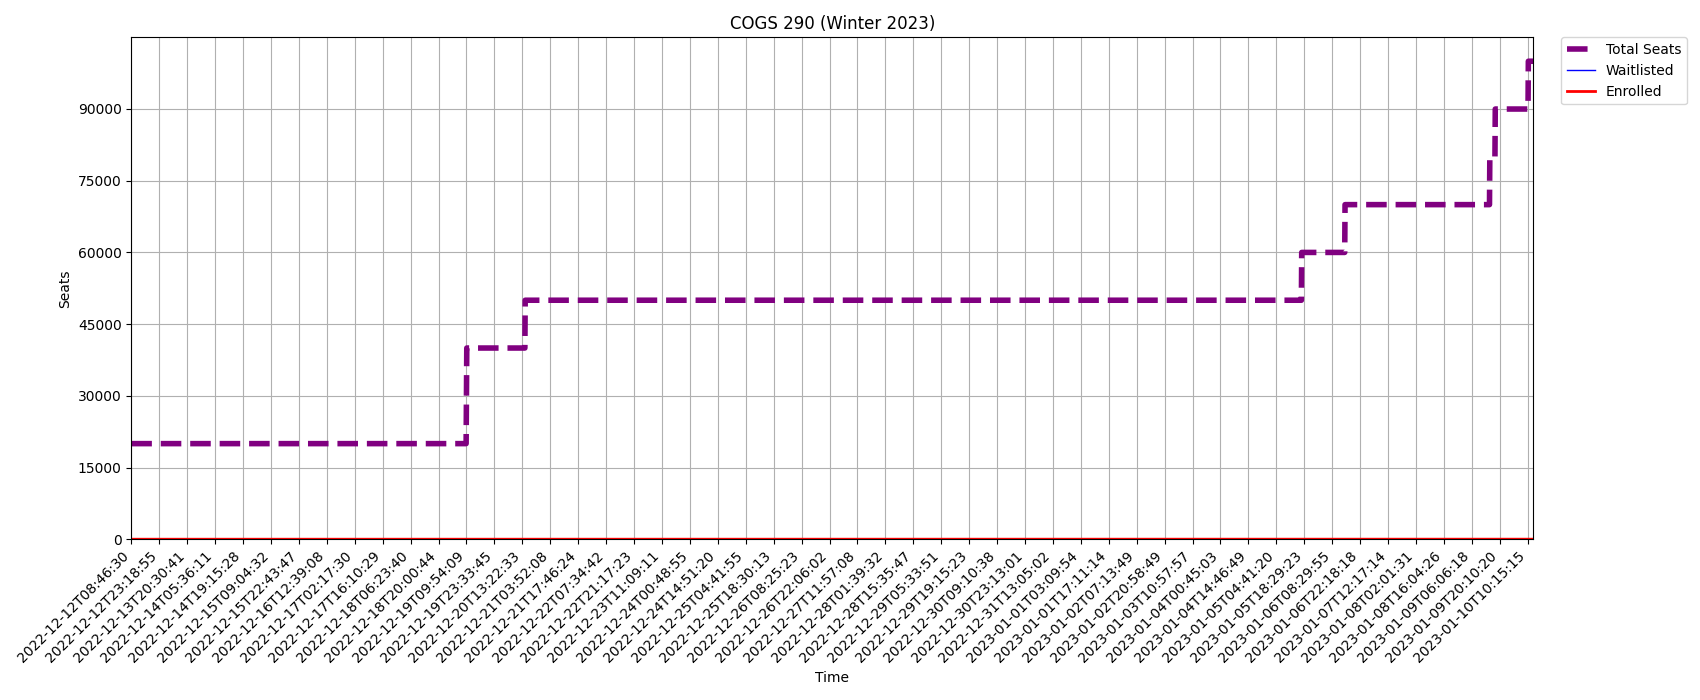 COGS 290 (Winter 2023)
Total Seats
Waitlisted
Enrolled
Seats
90000
75000
60000
45000
30000
15000
0
2022-12-12T08:46:30
2022-12-12T23:18:55
2022-12-13T20:30:41
2022-12-14T05:36:11
2022-12-14T19:15:28
2022-12-15T09:04:32
2022-12-15T22:43:47
2022-12-16T12:39:08
2022-12-17T02:17:30
2022-12-17T16:10:29
2022-12-18T06:23:40
2022-12-18T20:00:44
2022-12-19T09:54:09
2022-12-19T23:33:45
2022-12-20T13:22:33
2022-12-21T03:52:08
2022-12-21T17:46:24
2022-12-22T07:34:42
2022-12-22T21:17:23
2022-12-23T11:09:11
2022-12-24T00:48:55
2022-12-24T14:51:20
2022-12-25T04:41:55
2022-12-25T18:30:13
2022-12-26T08:25:23
2022-12-26T22:06:02
2022-12-27T11:57:08
2022-12-28T01:39:32
2022-12-28T15:35:47
2022-12-29T05:33:51
2022-12-29T19:15:23
2022-12-30T09:10:38
2022-12-30T23:13:01
2022-12-31T13:05:02
2023-01-01T03:09:54
2023-01-01T17:11:14
2023-01-02T07:13:49
2023-01-02T20:58:49
2023-01-03T10:57:57
2023-01-04T00:45:03
2023-01-04T14:46:49
2023-01-05T04:41:20
2023-01-05T18:29:23
2023-01-06T08:29:55
2023-01-06T22:18:18
2023-01-07T12:17:14
2023-01-08T02:01:31
2023-01-08T16:04:26
2023-01-09T06:06:18
2023-01-09T20:10:20
2023-01-10T10:15:15
Time